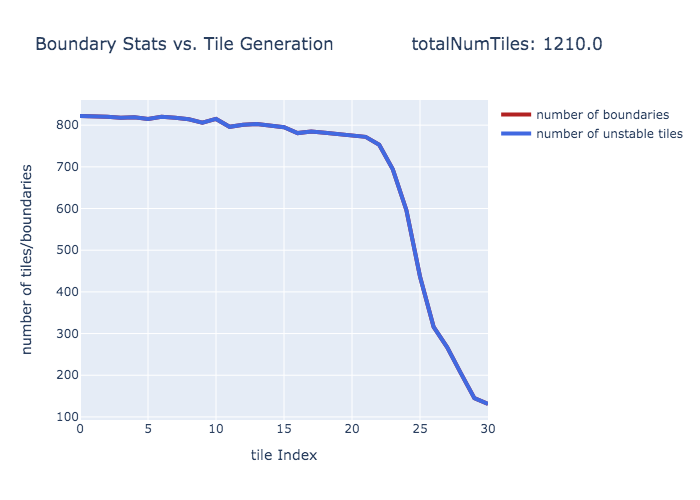 Boundary Stats vs. Tile Generation totalNumTiles: 1210.0
number of boundaries
number of unstable tiles
number of tiles/boundaries
800
700
600
500
400
300
200
100
0 5 10 15 20 25 30
tile Index